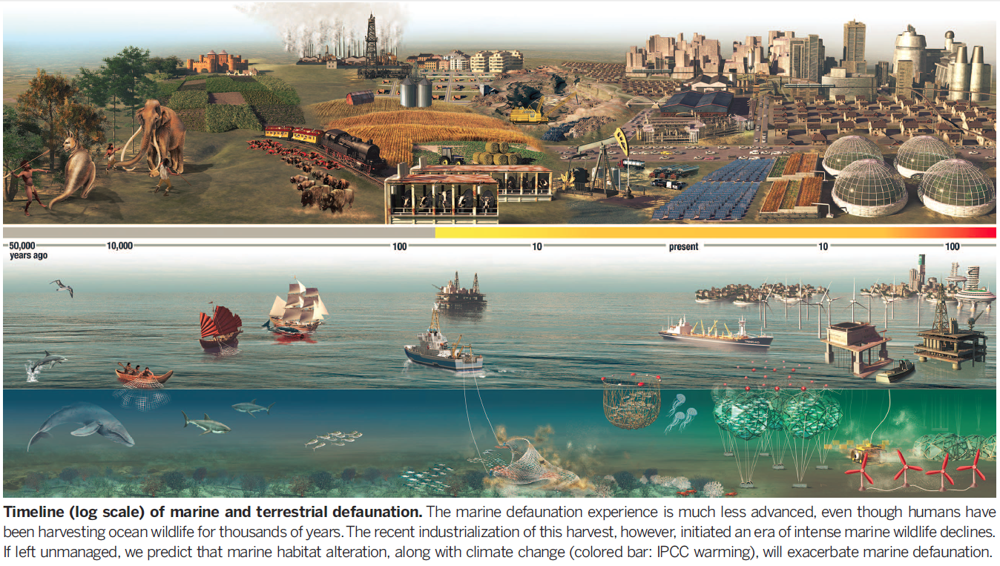 50,000 10,000 100 10 present 10 100
years ago
Timeline (log scale) of marine and terrestrial defaunation. The marine defaunation experience is much less advanced, even though humans have
been harvesting ocean wildlife for thousands of years. The recent industrialization of this harvest, however, initiated an era of intense marine wildlife declines.
If left unmanaged, we predict that marine habitat alteration, along with climate change (colored bar: IPCC warming), will exacerbate marine defaunation.